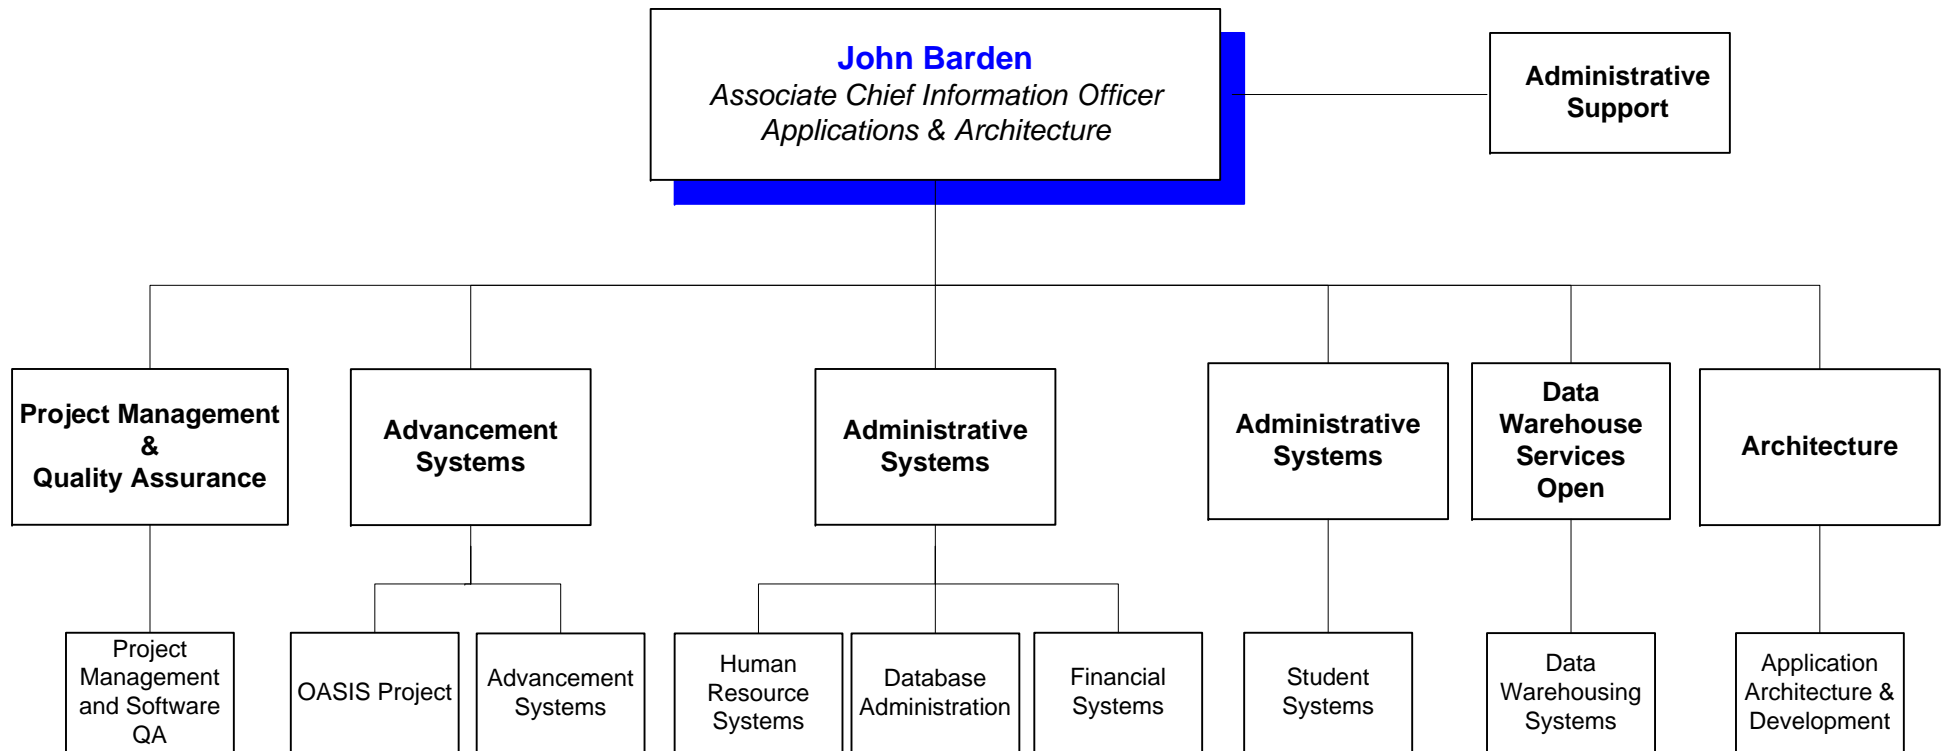 John Barden
Associate Chief Information Officer
Applications & Architecture
Administrative
Support
Project Management
&
Quality Assurance
Advancement
Systems
Administrative
Systems
Administrative
Systems
Data
Warehouse
Services
Open
Architecture
Project
Management
and Software
QA
OASIS Project
Advancement
Systems
Human
Resource
Systems
Database
Administration
Financial
Systems
Student
Systems
Data
Warehousing
Systems
Application
Architecture &
Development